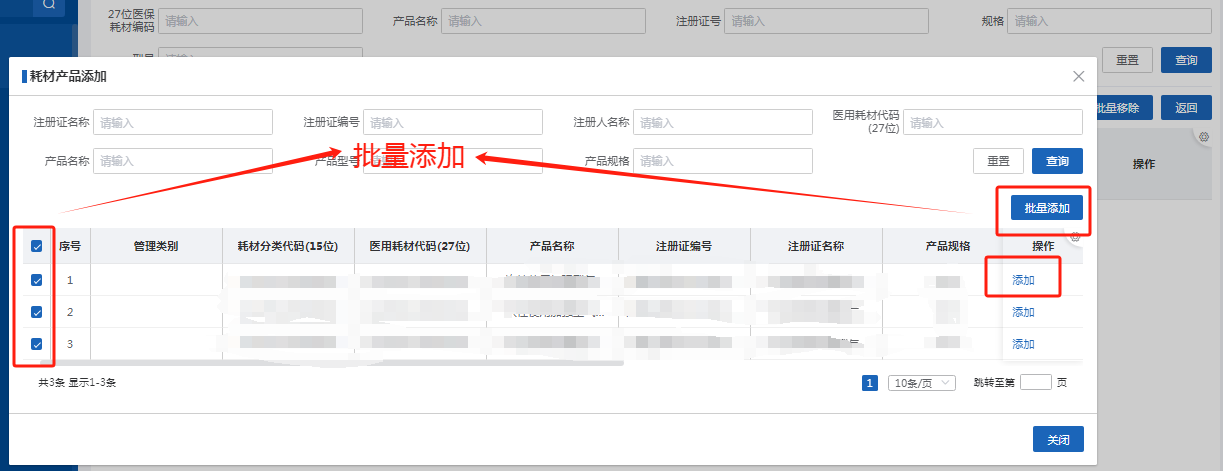 27位医保
耗材编码 请输入 产品名称 请输入 注册证号 请输入 规格 请输入
重置 查询
耗材产品添加
批量移除 返回
注册证名称 请输入 注册证编号 请输入 注册人名称 请输入 医用耗材代码
(27位) 请输入
操作
产品名称 请输入 产品型号 批量添加 产品规格 请输入 重置 查询
批量添加
序号 管理类别 耗材分类代码(15位) 医用耗材代码(27位) 产品名称 注册证编号 注册证名称 产品规格 操作
1 添加
2 添加
3 添加
共3条 显示1-3条 1 10条/页 跳转至第 页
关闭